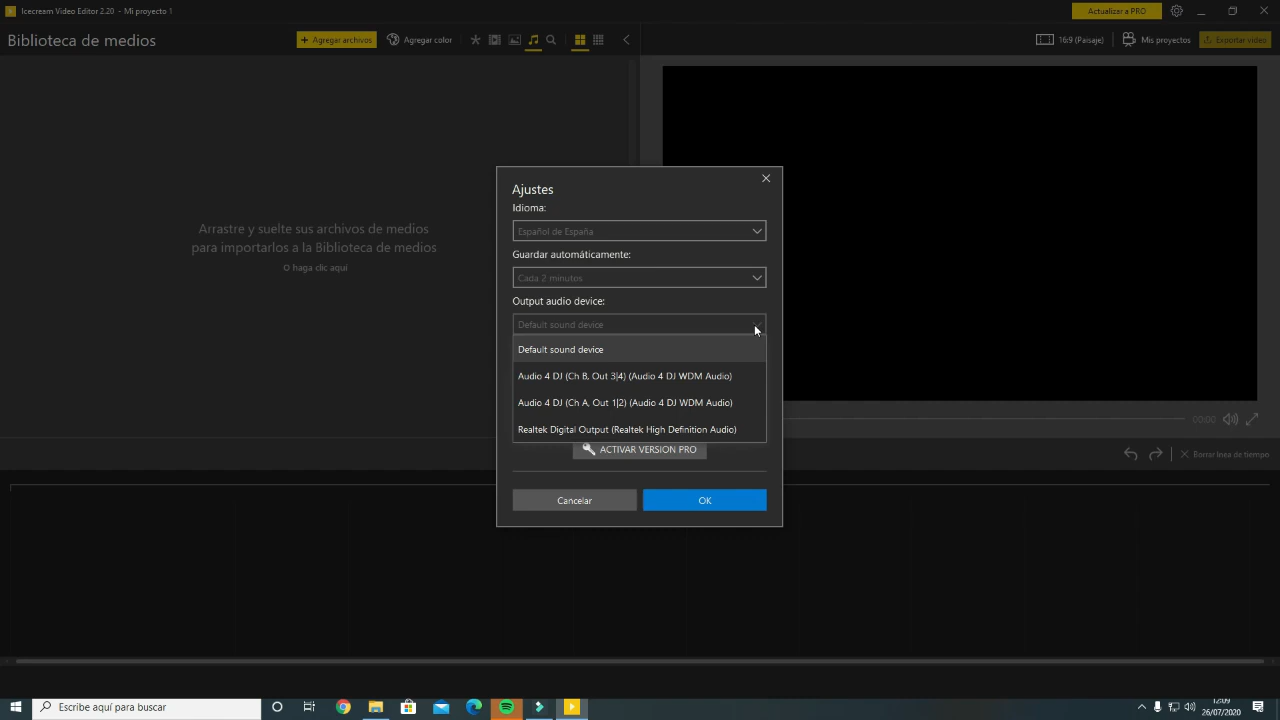 Icecream Video Editor 2.20 - Mi proyecto 1
Actualizar a PRO
Biblioteca de medios
+ Agregar archivos
Agregar color
16:9 (Paisaje)
Mis proyectos
Exportar video
Arrastre y suelte sus archivos de medios
para importarlos a la Biblioteca de medios
O haga clic aquí
Ajustes
Idioma:
Español de España
Guardar automáticamente:
Cada 2 minutos
Output audio device:
Default sound device
Default sound device
Audio 4 DJ (Ch B, Out 3|4) (Audio 4 DJ WDM Audio)
Audio 4 DJ (Ch A, Out 1|2) (Audio 4 DJ WDM Audio)
Realtek Digital Output (Realtek High Definition Audio)
ACTIVAR VERSION PRO
Cancelar
OK
00:00
Borrar línea de tiempo
Escribe aquí para buscar
12:09
26/07/2020